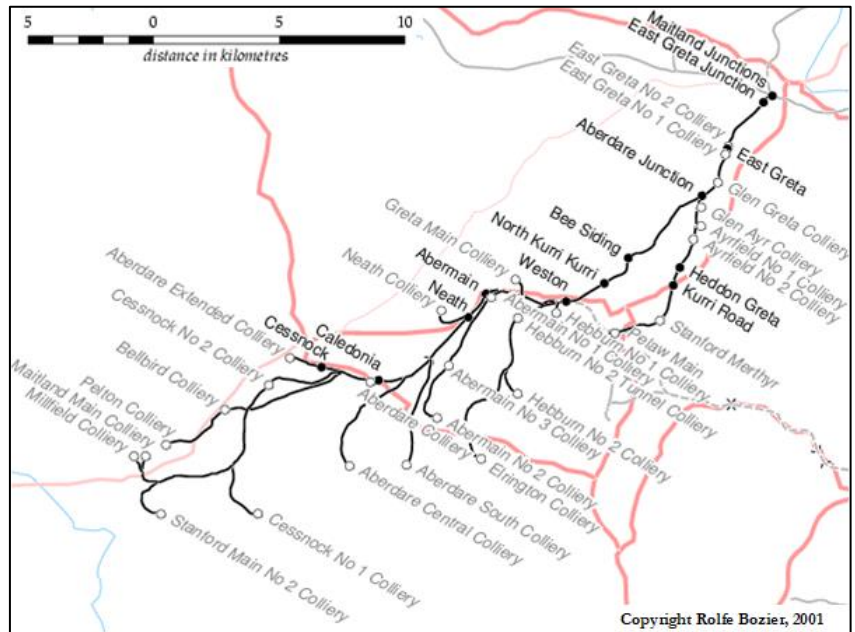 5 0 5 10
distance in kilometres
Maitland Junctions
East Greta Junction
East Greta No 2 Colliery
East Greta No 1 Colliery
East Greta
Aberdare Junction
Glen Greta Colliery
Glen Ayr Colliery
Ayrfield No 1 Colliery
Ayrfield No 2 Colliery
Bee Siding
North Kurri Kurri
Weston
Heddon Greta
Kurri Road
Stanford Merthyr
Pelaw Main
Greta Main Colliery
Abermain
Neath
Neath Colliery
Hebburn No 1 Colliery
Abermain No 1 Colliery
Hebburn No 2 Tunnel Colliery
Hebburn No 2 Colliery
Abermain No 3 Colliery
Abermain No 2 Colliery
Elrington Colliery
Aberdare Extended Colliery
Cessnock
Caledonia
Cessnock No 2 Colliery
Bellbird Colliery
Aberdare Colliery
Aberdare South Colliery
Aberdare Central Colliery
Pelton Colliery
Maitland Main Colliery
Millfield Colliery
Cessnock No 1 Colliery
Stanford Main No 2 Colliery
Copyright Rolfe Bozier, 2001